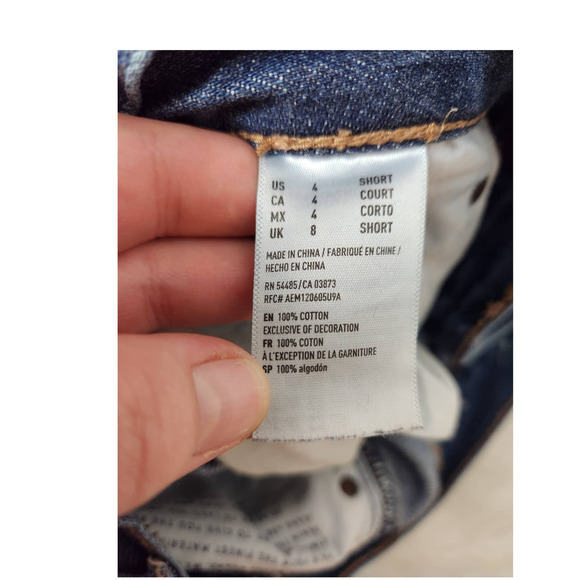 US 4 SHORT
CA 4 COURT
MX 4 CORTO
UK 8 SHORT
MADE IN CHINA / FABRIQUÉ EN CHINE /
HECHO EN CHINA
RN 54485/CA 03873
RFC# AEM120605U9A
EN 100% COTTON
EXCLUSIVE OF DECORATION
FR 100% COTON
À L'EXCEPTION DE LA GARNITURE
SP 100% algodón